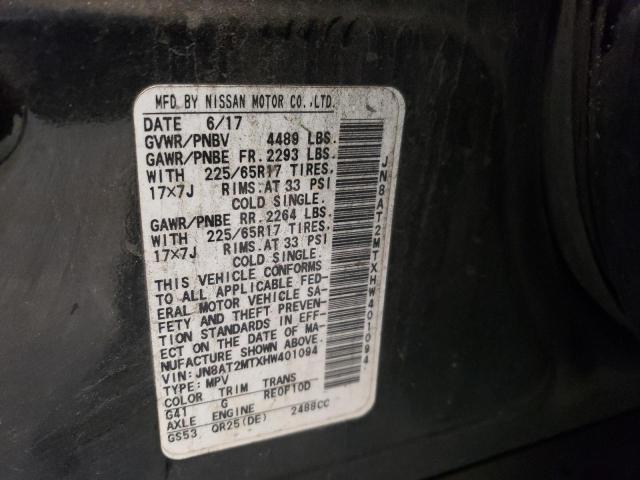 MFD BY NISSAN MOTOR CO.,LTD.
DATE 6/17
GVWR/PNBV 4489 LBS.
GAWR/PNBE FR. 2293 LBS.
WITH 225/65R17 TIRES.
17×7J RIMS.AT 33 PSI
COLD SINGLE.
GAWR/PNBE RR. 2264 LBS.
WITH 225/65R17 TIRES.
17×7J RIMS.AT 33 PSI
COLD SINGLE.
THIS VEHICLE CONFORMS
TO ALL APPLICABLE FED-
ERAL MOTOR VEHICLE SA-
FETY AND THEFT PREVEN-
TION STANDARDS IN EFF-
ECT ON THE DATE OF MA-
NUFACTURE SHOWN ABOVE.
VIN: JN8AT2MTXHW401094
TYPE: MPV
COLOR TRIM TRANS
G41 G RE0F10D
AXLE ENGINE
GS53 QR25(DE) 2488CC
JN8AT2MTXHW401094